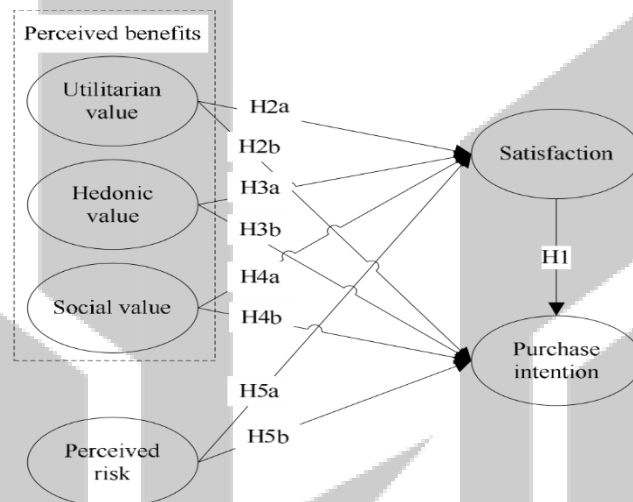 Perceived benefits
Utilitarian
value
Hedonic
value
Social value
Perceived
risk
H2a
H2b
H3a
H3b
H4a
H4b
H5a
H5b
Satisfaction
H1
Purchase
intention